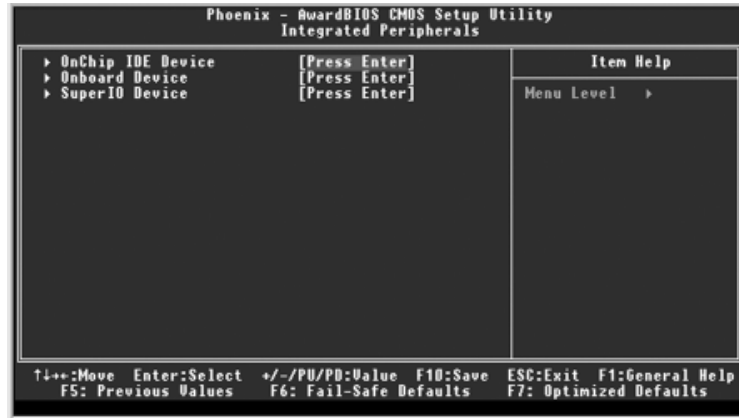 Phoenix - AwardBIOS CMOS Setup Utility
Integrated Peripherals
▸ OnChip IDE Device [Press Enter]
▸ Onboard Device [Press Enter]
▸ SuperIO Device [Press Enter]
Item Help
Menu Level ▸
↑↓→←:Move Enter:Select +/-/PU/PD:Value F10:Save ESC:Exit F1:General Help
F5: Previous Values F6: Fail-Safe Defaults F7: Optimized Defaults